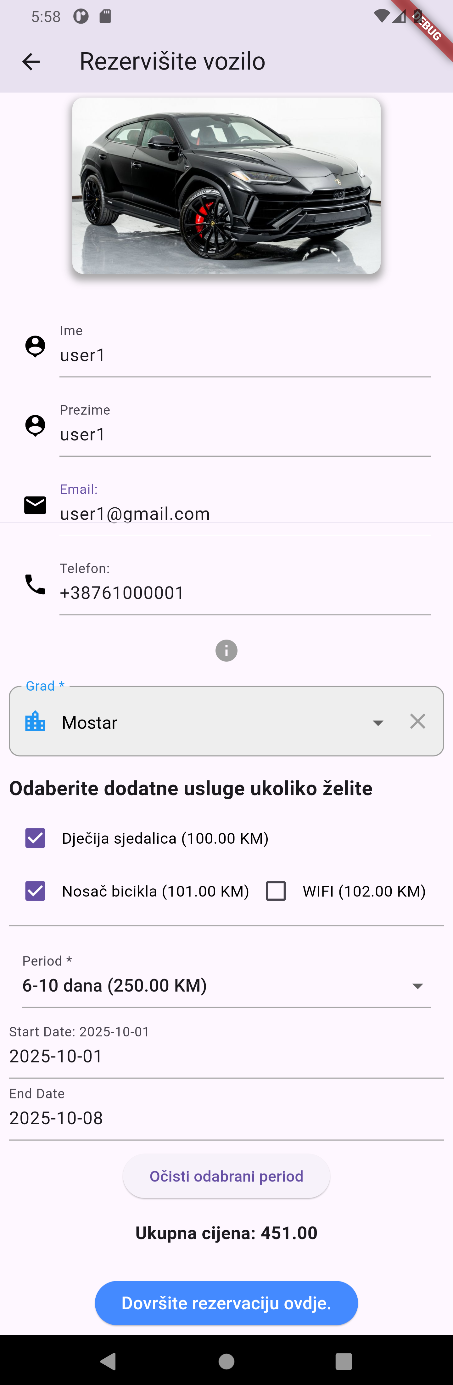 5:58
DEBUG
Rezervišite vozilo
Ime
user1
Prezime
user1
Email:
user1@gmail.com
Telefon:
+38761000001
Grad *
Mostar
Odaberite dodatne usluge ukoliko želite
Dječija sjedalica (100.00 KM)
Nosač bicikla (101.00 KM) WIFI (102.00 KM)
Period *
6-10 dana (250.00 KM)
Start Date: 2025-10-01
2025-10-01
End Date
2025-10-08
Očisti odabrani period
Ukupna cijena: 451.00
Dovršite rezervaciju ovdje.